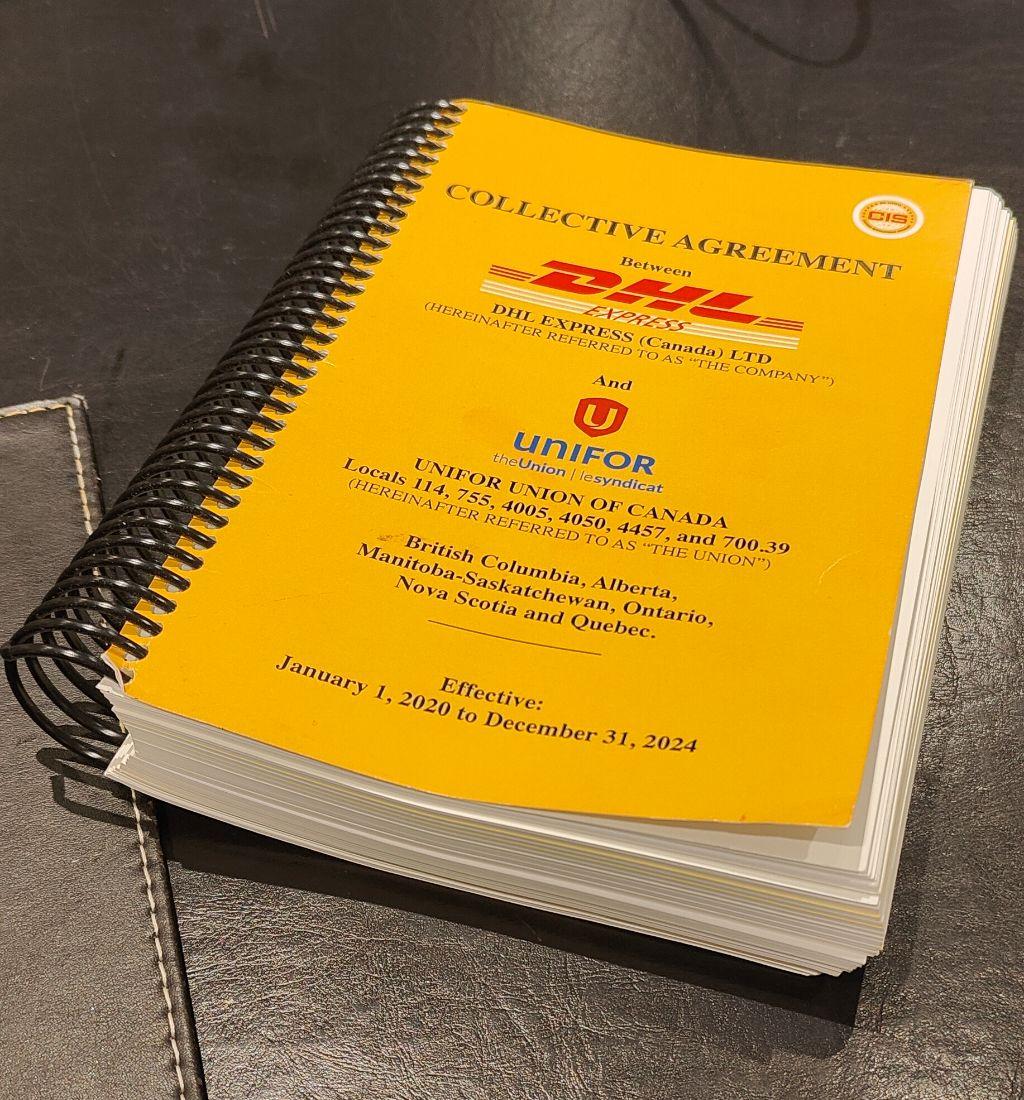 COLLECTIVE AGREEMENT
CIS
Between
DHL
EXPRESS
DHL EXPRESS (Canada) LTD
(HEREINAFTER REFERRED TO AS “THE COMPANY”)
And
U
UNIFOR
theUnion | lesyndicat
UNIFOR UNION OF CANADA
Locals 114, 755, 4005, 4050, 4457, and 700.39
(HEREINAFTER REFERRED TO AS “THE UNION”)
British Columbia, Alberta,
Manitoba-Saskatchewan, Ontario,
Nova Scotia and Quebec.
Effective:
January 1, 2020 to December 31, 2024